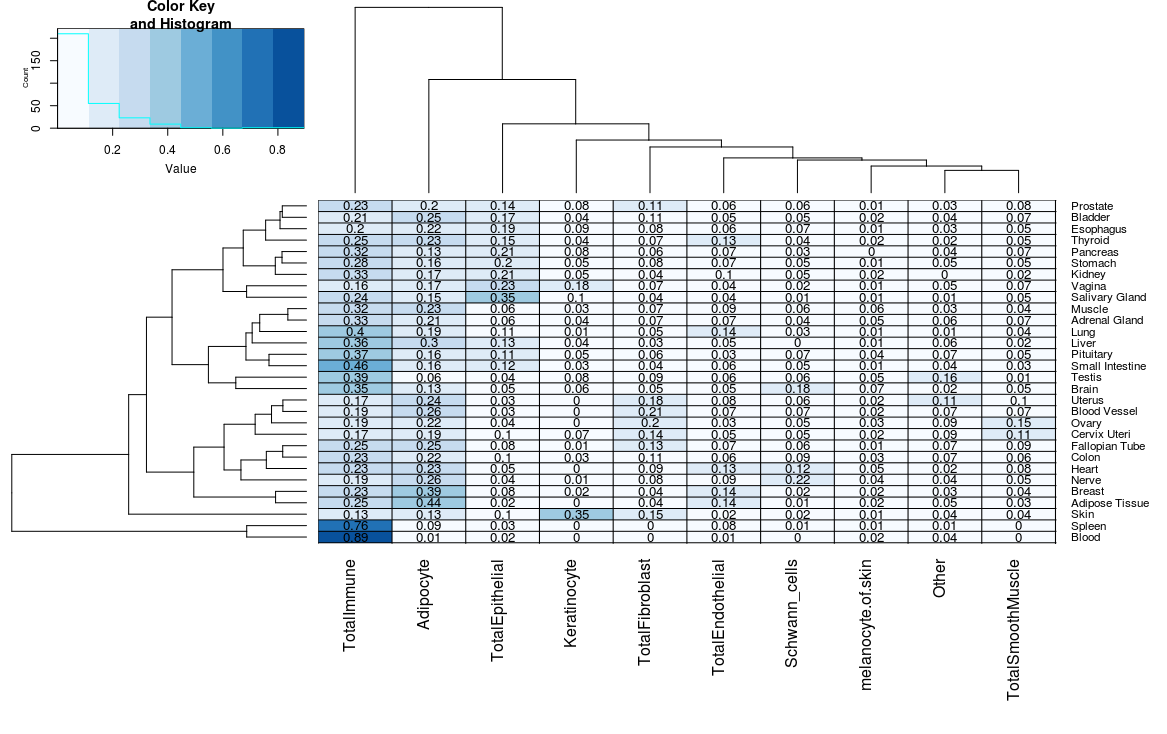 Color Key
and Histogram
Count
0 50 150
0.2 0.4 0.6 0.8
Value
0.23 0.2 0.14 0.08 0.11 0.06 0.06 0.01 0.03 0.08 Prostate
0.21 0.25 0.17 0.04 0.11 0.05 0.05 0.02 0.04 0.07 Bladder
0.2 0.22 0.19 0.09 0.08 0.06 0.07 0.01 0.03 0.05 Esophagus
0.25 0.23 0.15 0.04 0.07 0.13 0.04 0.02 0.02 0.05 Thyroid
0.32 0.13 0.21 0.08 0.06 0.07 0.03 0 0.04 0.07 Pancreas
0.28 0.16 0.2 0.05 0.08 0.07 0.05 0.01 0.05 0.05 Stomach
0.33 0.17 0.21 0.05 0.04 0.1 0.05 0.02 0 0.02 Kidney
0.16 0.17 0.23 0.18 0.07 0.04 0.02 0.01 0.05 0.07 Vagina
0.24 0.15 0.35 0.1 0.04 0.04 0.01 0.01 0.01 0.05 Salivary Gland
0.32 0.23 0.06 0.03 0.07 0.09 0.06 0.06 0.03 0.04 Muscle
0.33 0.21 0.06 0.04 0.07 0.07 0.04 0.05 0.06 0.07 Adrenal Gland
0.4 0.19 0.11 0.01 0.05 0.14 0.03 0.01 0.01 0.04 Lung
0.36 0.3 0.13 0.04 0.03 0.05 0 0.01 0.06 0.02 Liver
0.37 0.16 0.11 0.05 0.06 0.03 0.07 0.04 0.07 0.05 Pituitary
0.46 0.16 0.12 0.03 0.04 0.06 0.05 0.01 0.04 0.03 Small Intestine
0.39 0.06 0.04 0.08 0.09 0.06 0.06 0.05 0.16 0.01 Testis
0.35 0.13 0.05 0.06 0.05 0.05 0.18 0.07 0.02 0.05 Brain
0.17 0.24 0.03 0 0.18 0.08 0.06 0.02 0.11 0.1 Uterus
0.19 0.26 0.03 0 0.21 0.07 0.07 0.02 0.07 0.07 Blood Vessel
0.19 0.22 0.04 0 0.2 0.03 0.05 0.03 0.09 0.15 Ovary
0.17 0.19 0.1 0.07 0.14 0.05 0.05 0.02 0.09 0.11 Cervix Uteri
0.25 0.25 0.08 0.01 0.13 0.07 0.06 0.01 0.07 0.09 Fallopian Tube
0.23 0.22 0.1 0.03 0.11 0.06 0.09 0.03 0.07 0.06 Colon
0.23 0.23 0.05 0 0.09 0.13 0.12 0.05 0.02 0.08 Heart
0.19 0.26 0.04 0.01 0.08 0.09 0.22 0.04 0.04 0.05 Nerve
0.23 0.39 0.08 0.02 0.04 0.14 0.02 0.02 0.03 0.04 Breast
0.25 0.44 0.02 0 0.04 0.14 0.01 0.02 0.05 0.03 Adipose Tissue
0.13 0.13 0.1 0.35 0.15 0.02 0.02 0.01 0.04 0.04 Skin
0.76 0.09 0.03 0 0 0.08 0.01 0.01 0.01 0 Spleen
0.89 0.01 0.02 0 0 0.01 0 0.02 0.04 0 Blood
TotalImmune
Adipocyte
TotalEpithelial
Keratinocyte
TotalFibroblast
TotalEndothelial
Schwann_cells
melanocyte.of.skin
Other
TotalSmoothMuscle